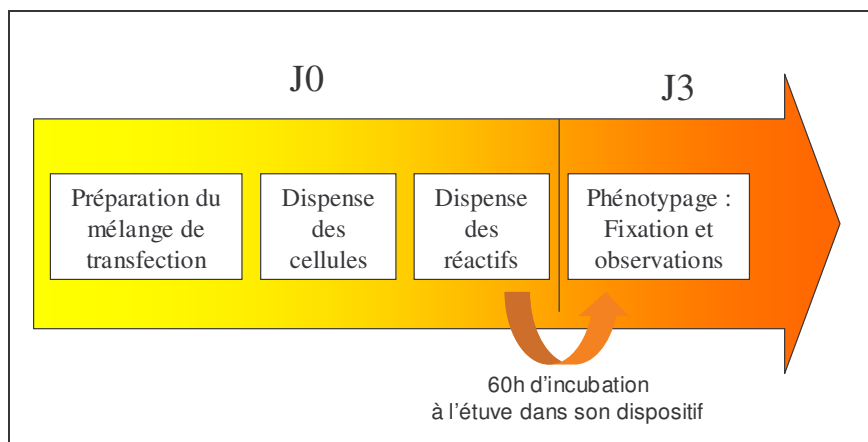 J0
J3
Préparation du
mélange de
transfection
Dispense
des
cellules
Dispense
des
réactifs
Phénotypage :
Fixation et
observations
60h d’incubation
à l’étuve dans son dispositif